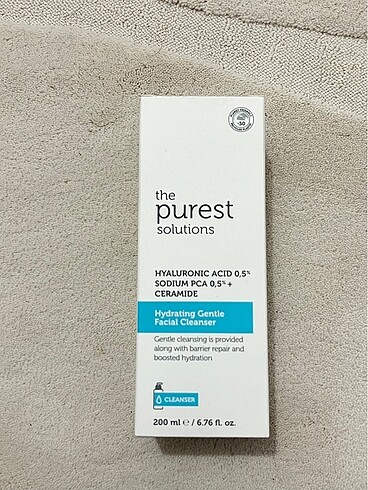 the
purest
solutions
HYALURONIC ACID 0,5%
SODIUM PCA 0,5% +
CERAMIDE
Hydrating Gentle
Facial Cleanser
Gentle cleansing is provided
along with barrier repair and
boosted hydration
CLEANSER
200 ml ℮ / 6.76 fl. oz.